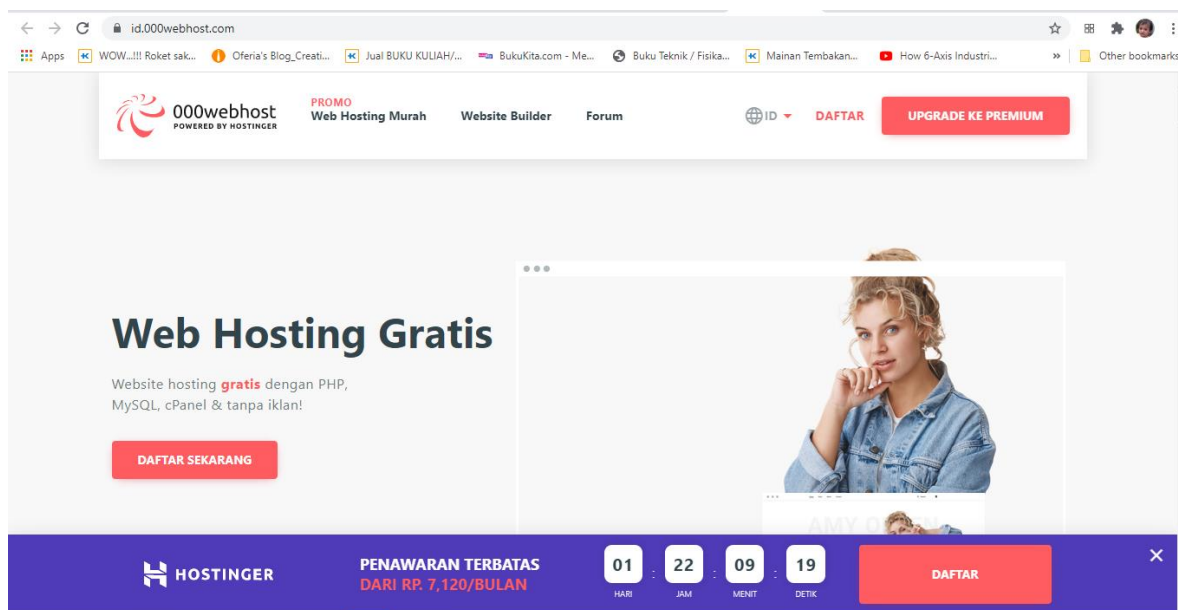 id.000webhost.com
Apps
WOW...!!! Roket sak...
Oferia's Blog_Creati...
Jual BUKU KULIAH/...
BukuKita.com - Me...
Buku Teknik / Fisika...
Mainan Tembakan...
How 6-Axis Industri...
»
Other bookmarks
000webhost
POWERED BY HOSTINGER
PROMO
Web Hosting Murah
Website Builder
Forum
ID
DAFTAR
UPGRADE KE PREMIUM
Web Hosting Gratis
Website hosting gratis dengan PHP,
MySQL, cPanel & tanpa iklan!
DAFTAR SEKARANG
HOSTINGER
PENAWARAN TERBATAS
DARI RP. 7,120/BULAN
01 : 22 : 09 : 19
HARI JAM MENIT DETIK
DAFTAR